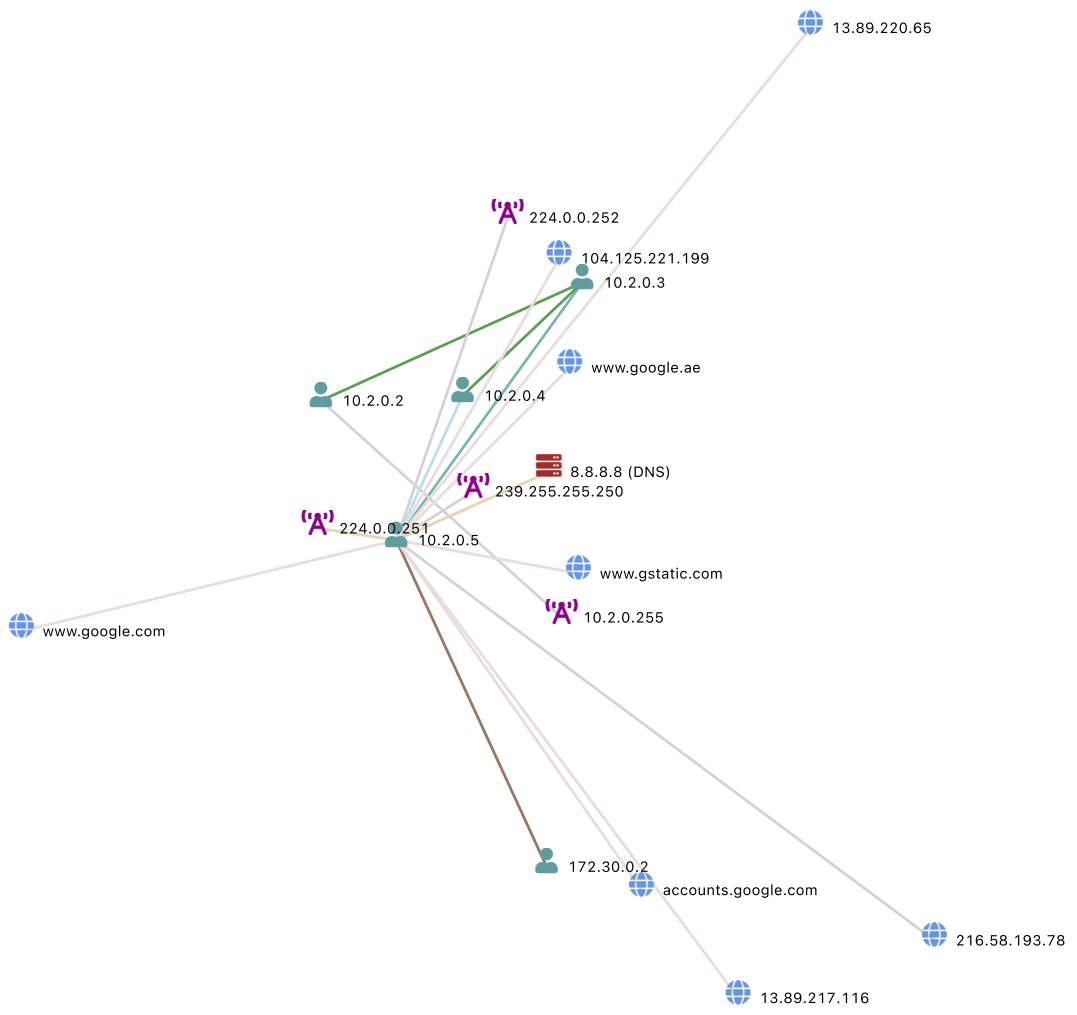 13.89.220.65
224.0.0.252
104.125.221.199
10.2.0.3
www.google.ae
10.2.0.4
10.2.0.2
8.8.8.8 (DNS)
239.255.255.250
224.0.0.251
10.2.0.5
www.gstatic.com
10.2.0.255
www.google.com
172.30.0.2
accounts.google.com
216.58.193.78
13.89.217.116